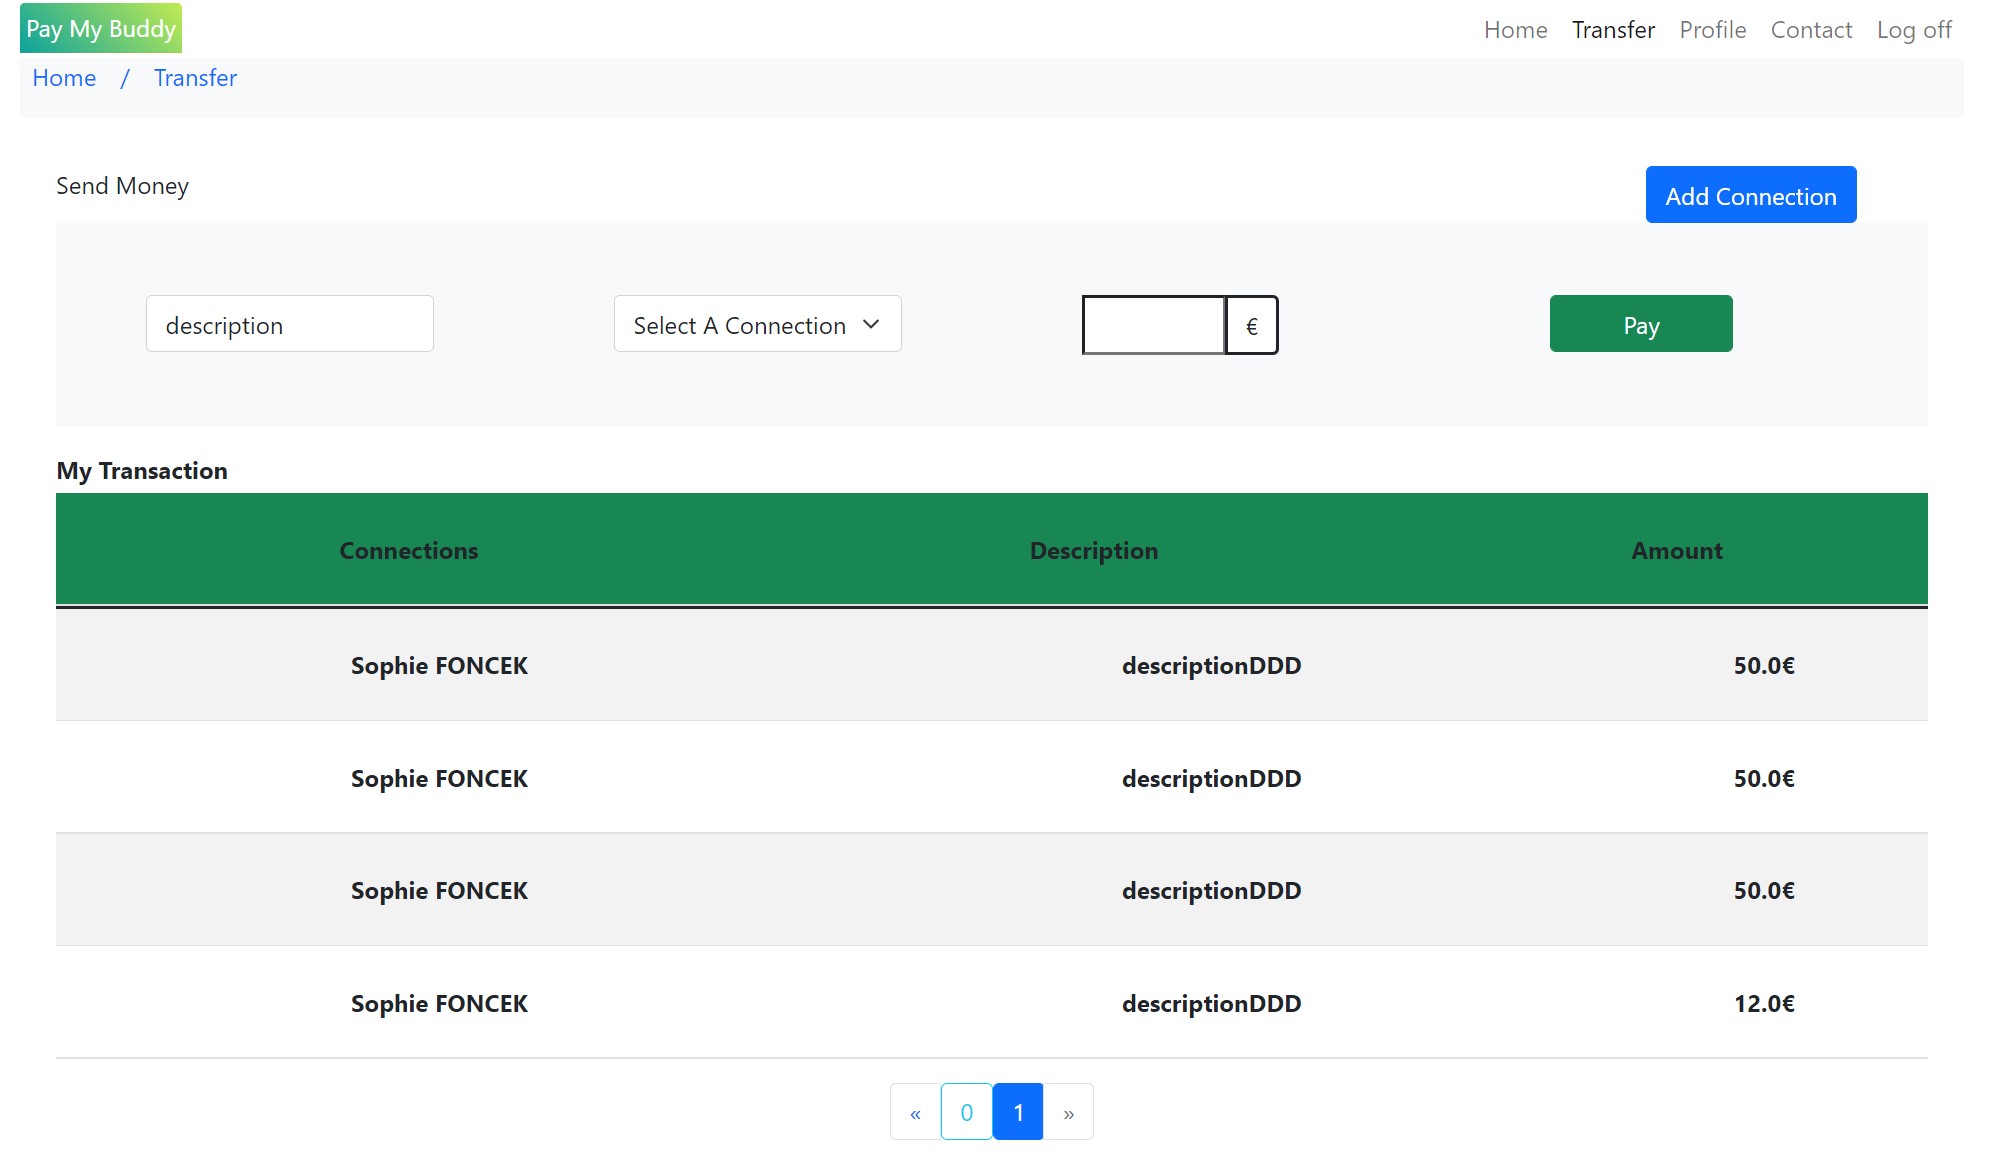 Pay My Buddy Home Transfer Profile Contact Log off
Home / Transfer
Send Money Add Connection
description Select A Connection € Pay
My Transaction
Connections Description Amount
Sophie FONCEK descriptionDDD 50.0€
Sophie FONCEK descriptionDDD 50.0€
Sophie FONCEK descriptionDDD 50.0€
Sophie FONCEK descriptionDDD 12.0€
« 0 1 »